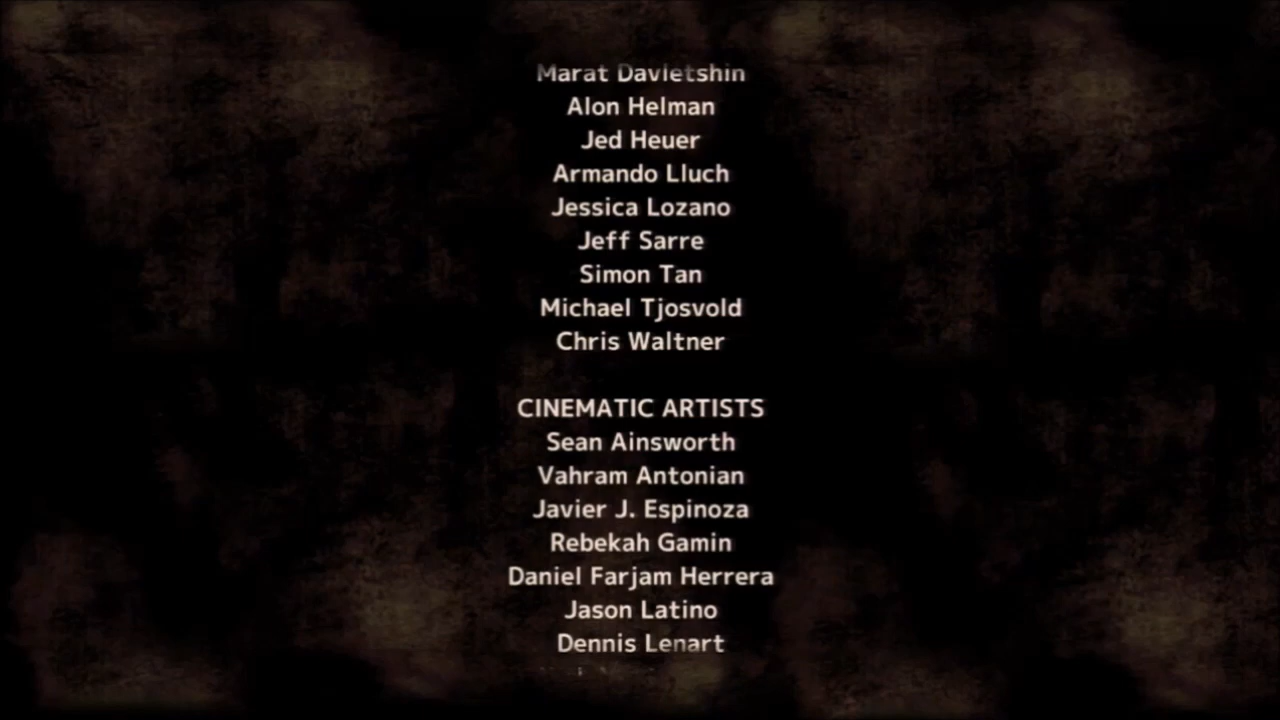 Marat Davletshin
Alon Helman
Jed Heuer
Armando Lluch
Jessica Lozano
Jeff Sarre
Simon Tan
Michael Tjosvold
Chris Waltner
CINEMATIC ARTISTS
Sean Ainsworth
Vahram Antonian
Javier J. Espinoza
Rebekah Gamin
Daniel Farjam Herrera
Jason Latino
Dennis Lenart